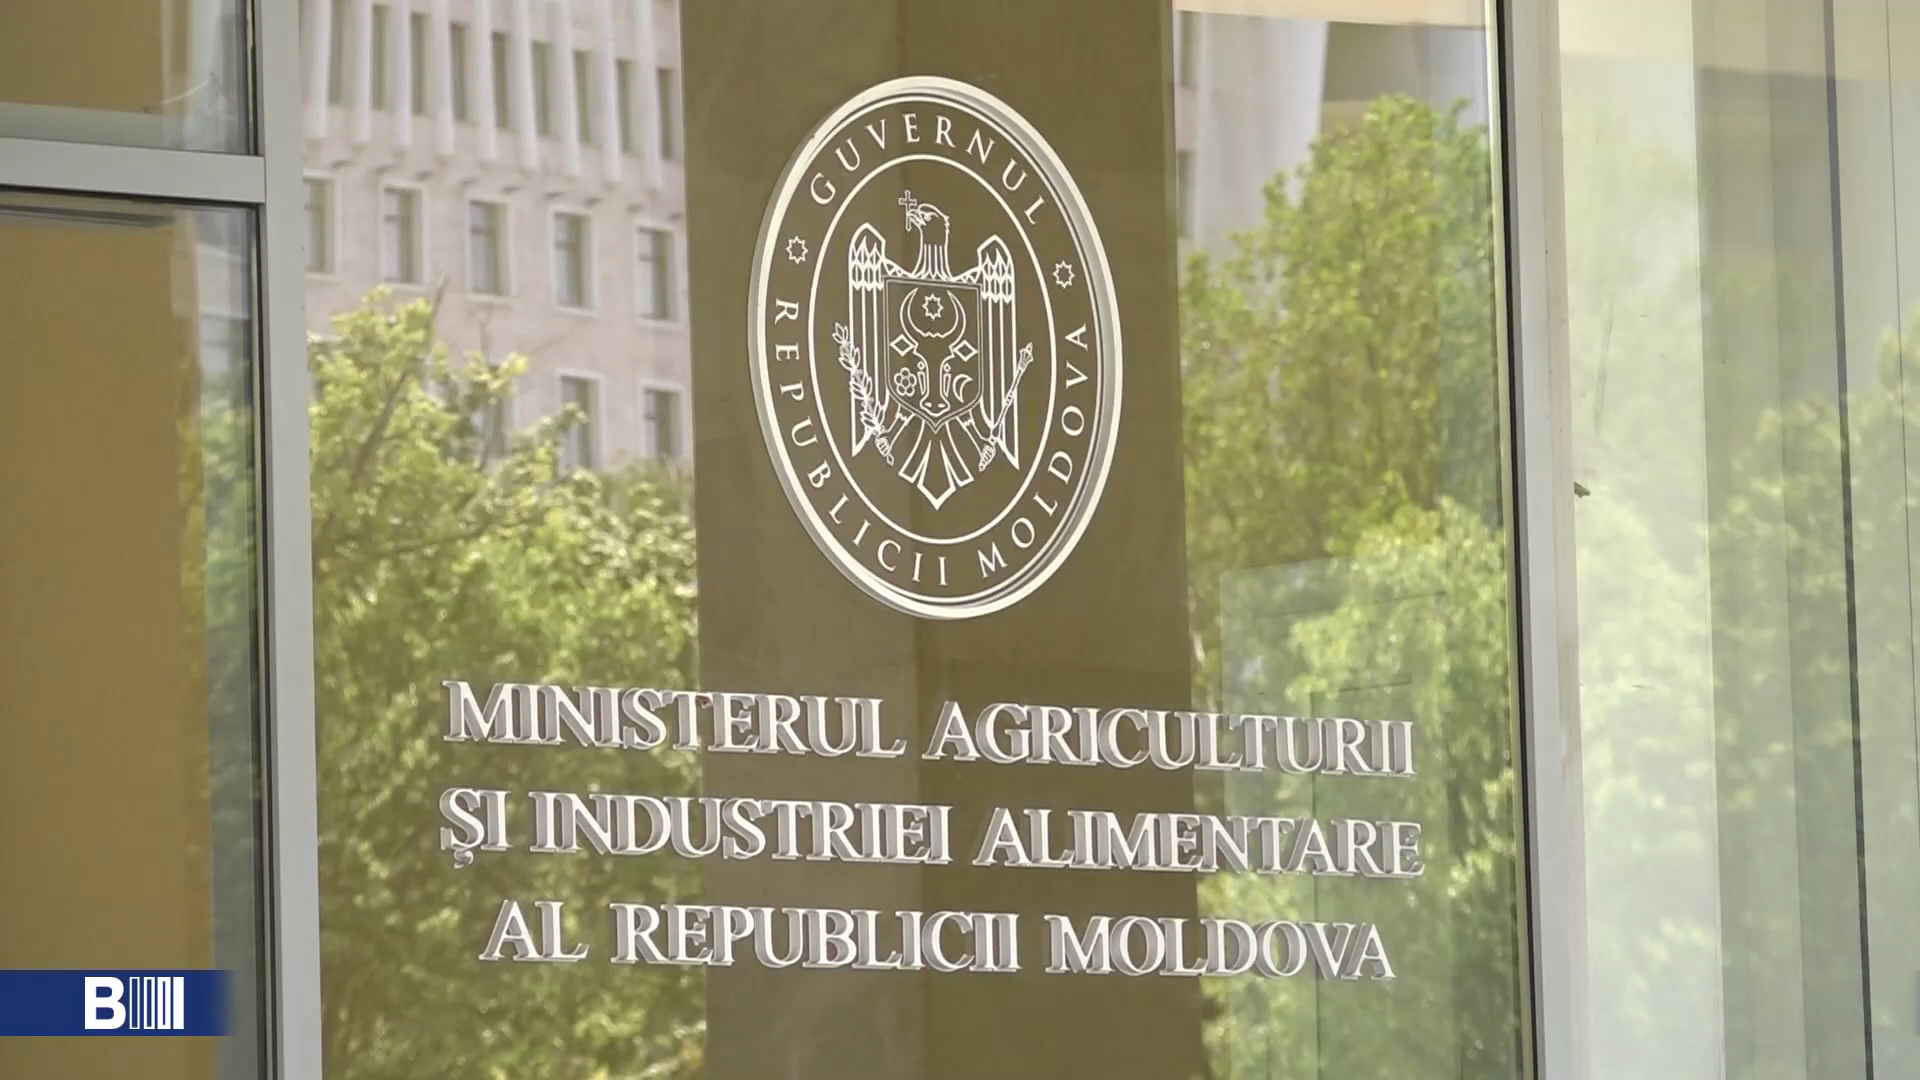 GUVERNUL
REPUBLICII MOLDOVA
MINISTERUL AGRICULTURII
ȘI INDUSTRIEI ALIMENTARE
AL REPUBLICII MOLDOVA
B